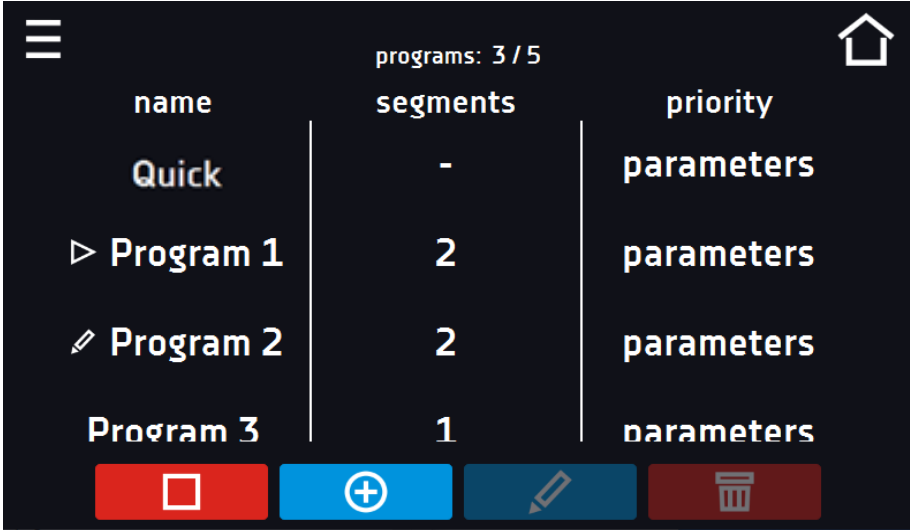 programs: 3 / 5
name segments priority
Quick - parameters
Program 1 2 parameters
Program 2 2 parameters
Program 3 1 parameters